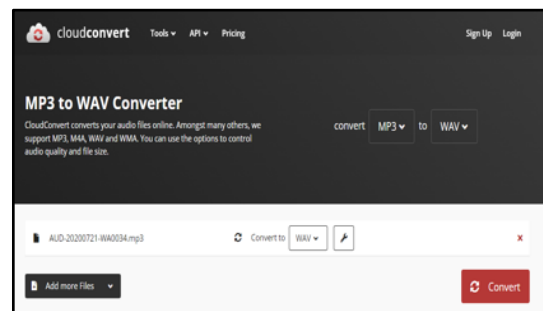 cloudconvert Tools API Pricing Sign Up Login
MP3 to WAV Converter
CloudConvert converts your audio files online. Amongst many others, we
support MP3, M4A, WAV and WMA. You can use the options to control
audio quality and file size.
convert MP3 to WAV
AUD-20200721-WA0034.mp3 Convert to WAV x
Add more Files Convert